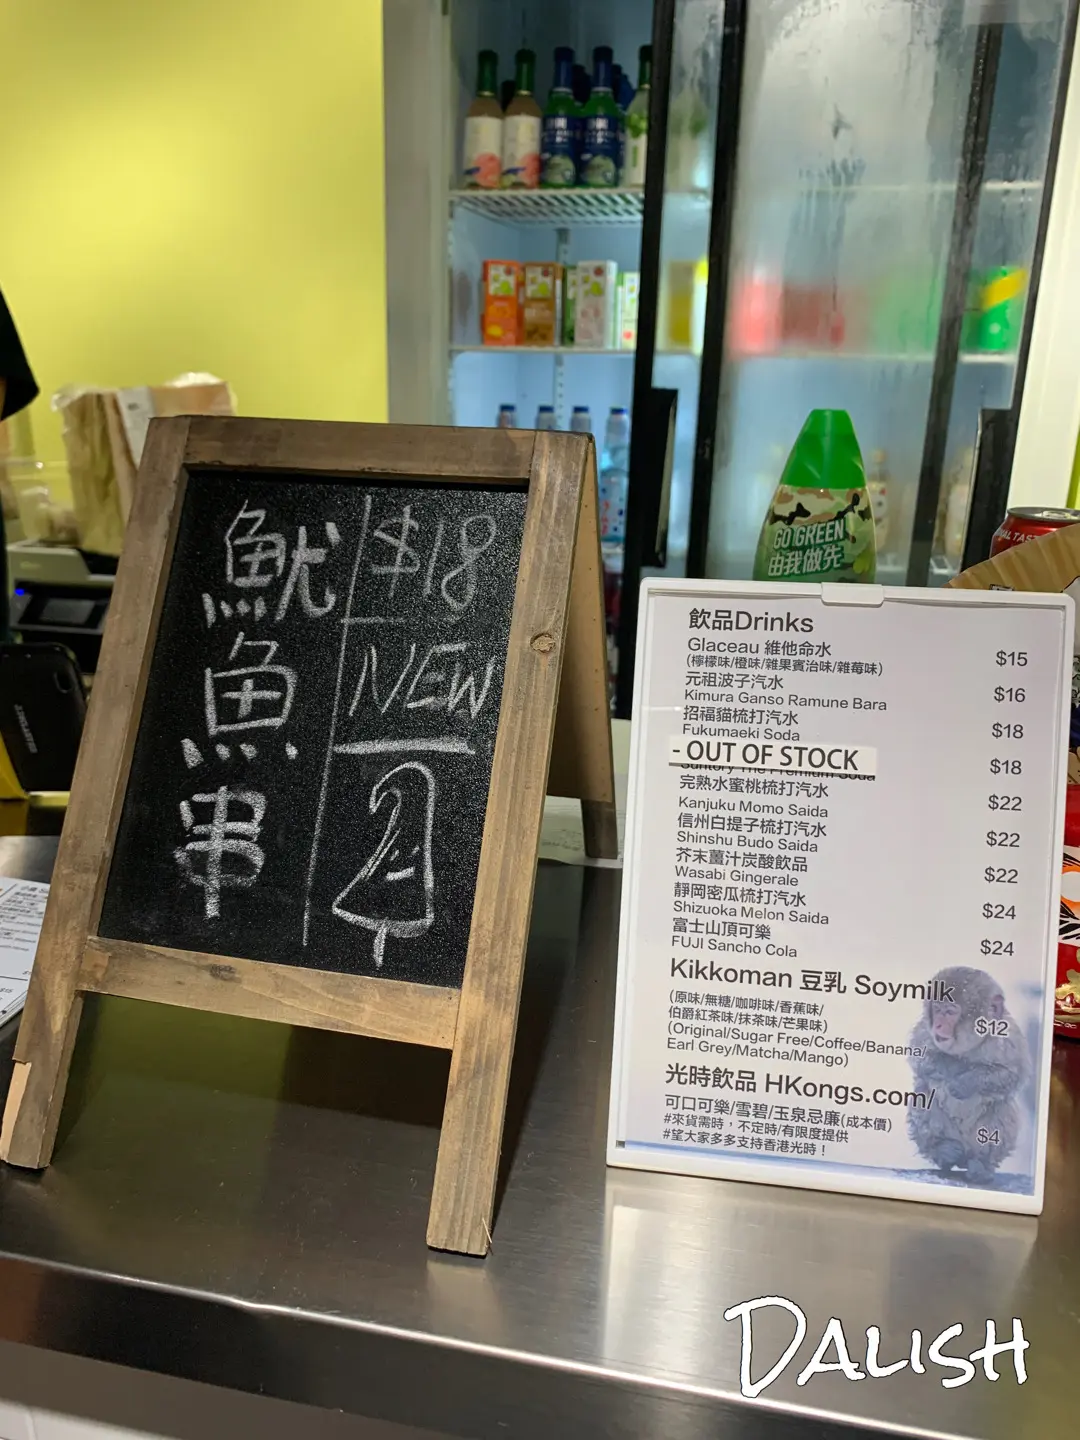 魷魚串
$18
NEW
GO GREEN
由我做先
飲品Drinks
Glaceau 維他命水
(檸檬味/橙味/雜果賓治味/雜莓味)
$15
元祖波子汽水
Kimura Ganso Ramune Bara
$16
招福貓梳打汽水
Fukumaeki Soda
$18
- OUT OF STOCK
Suntory The Premium Soda
$18
完熟水蜜桃梳打汽水
Kanjuku Momo Saida
$22
信州白提子梳打汽水
Shinshu Budo Saida
$22
芥末薑汁炭酸飲品
Wasabi Gingerale
$22
靜岡密瓜梳打汽水
Shizuoka Melon Saida
$24
富士山頂可樂
FUJI Sancho Cola
$24
Kikkoman 豆乳 Soymilk
(原味/無糖/咖啡味/香蕉味/
伯爵紅茶味/抹茶味/芒果味)
(Original/Sugar Free/Coffee/Banana/
Earl Grey/Matcha/Mango)
$12
光時飲品 HKongs.com/
可口可樂/雪碧/玉泉忌廉(成本價)
#來貨需時，不定時/有限度提供
#望大家多多支持香港光時！
$4
DALISH